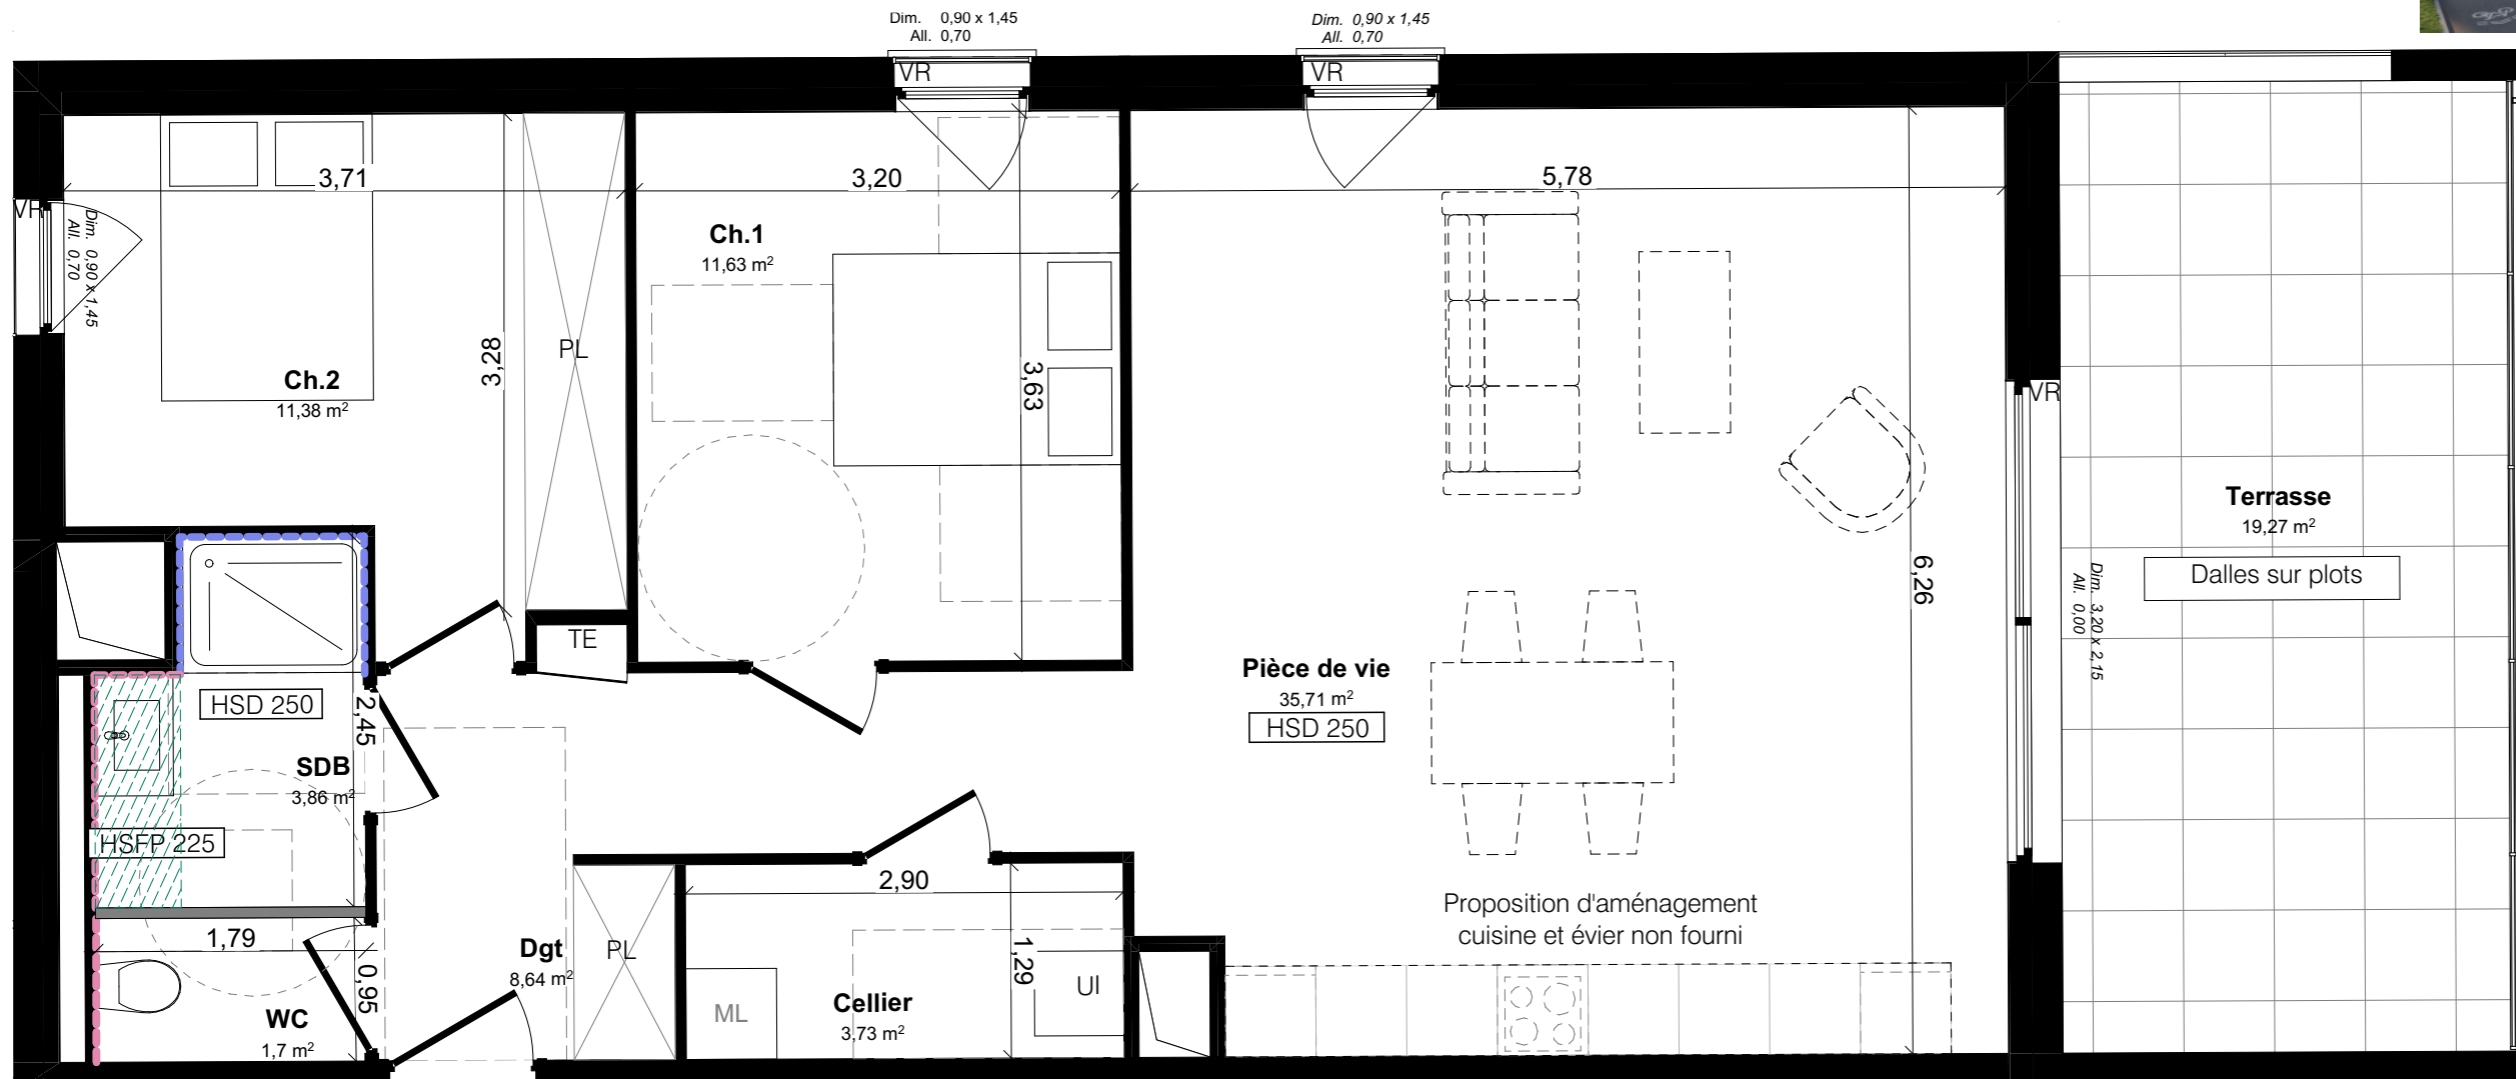 Dim. 0,90 x 1,45
All. 0,70
Dim. 0,90 x 1,45
All. 0,70
VR
VR
3,71
3,20
5,78
VR
Dim. 0,90 x 1,45
All. 0,70
Ch.1
11,63 m²
3,28
PL
3,63
Ch.2
11,38 m²
VR
Terrasse
19,27 m²
Dalles sur plots
6,26
Dim. 3,20 x 2,15
All. 0,00
TE
Pièce de vie
35,71 m²
HSD 250
HSD 250
2,45
SDB
3,86 m²
HSFP 225
2,90
Proposition d'aménagement
cuisine et évier non fourni
1,79
Dgt
8,64 m²
PL
1,29
0,95
UI
ML
Cellier
3,73 m²
WC
1,7 m²